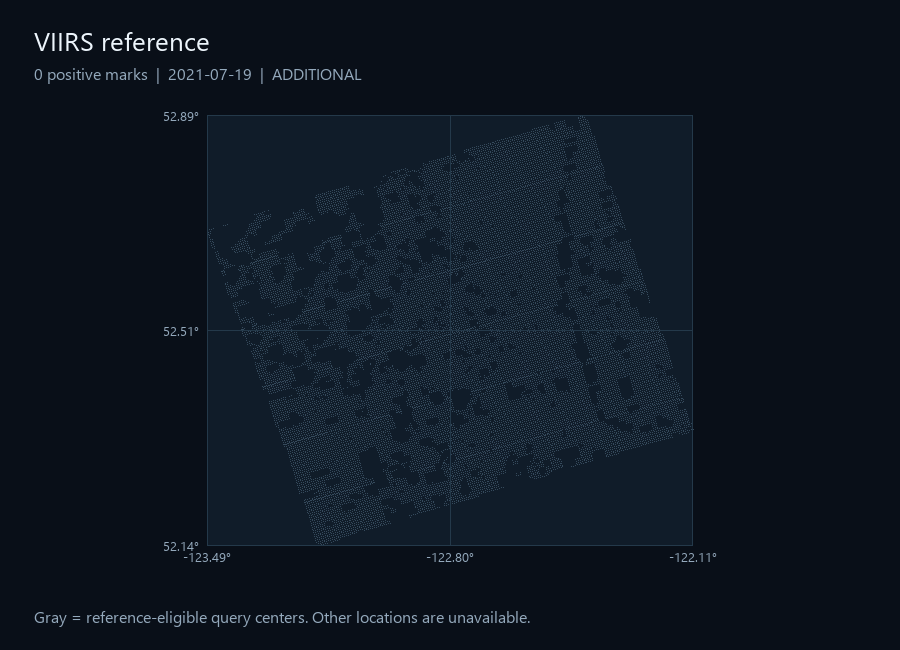 VIIRS reference
0 positive marks | 2021-07-19 | ADDITIONAL
52.89°
52.51°
52.14°
-123.49° -122.80° -122.11°
Gray = reference-eligible query centers. Other locations are unavailable.